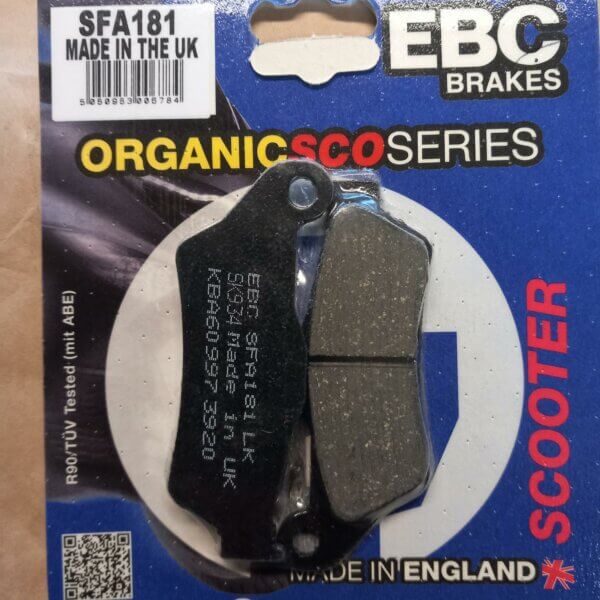 SFA181
MADE IN THE UK
5 050953 005784
EBC®
BRAKES
ORGANICSCOSERIES
EBC SFA181 LK
SK934 Made in UK
KBA60997 3920
R90/TÜV Tested (mit ABE)
SCOOTER
MADE IN ENGLAND